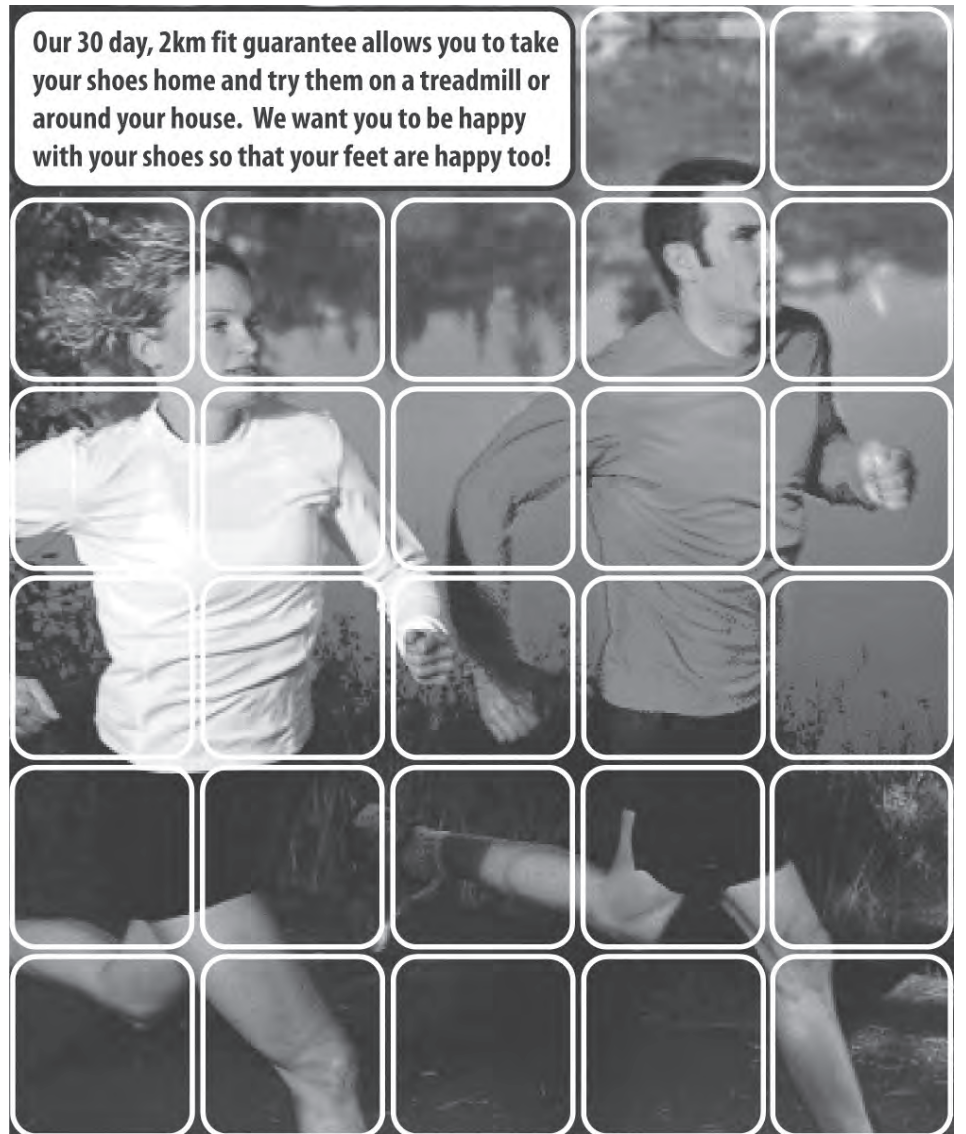 Our 30 day, 2km fit guarantee allows you to take
your shoes home and try them on a treadmill or
around your house.  We want you to be happy
with your shoes so that your feet are happy too!